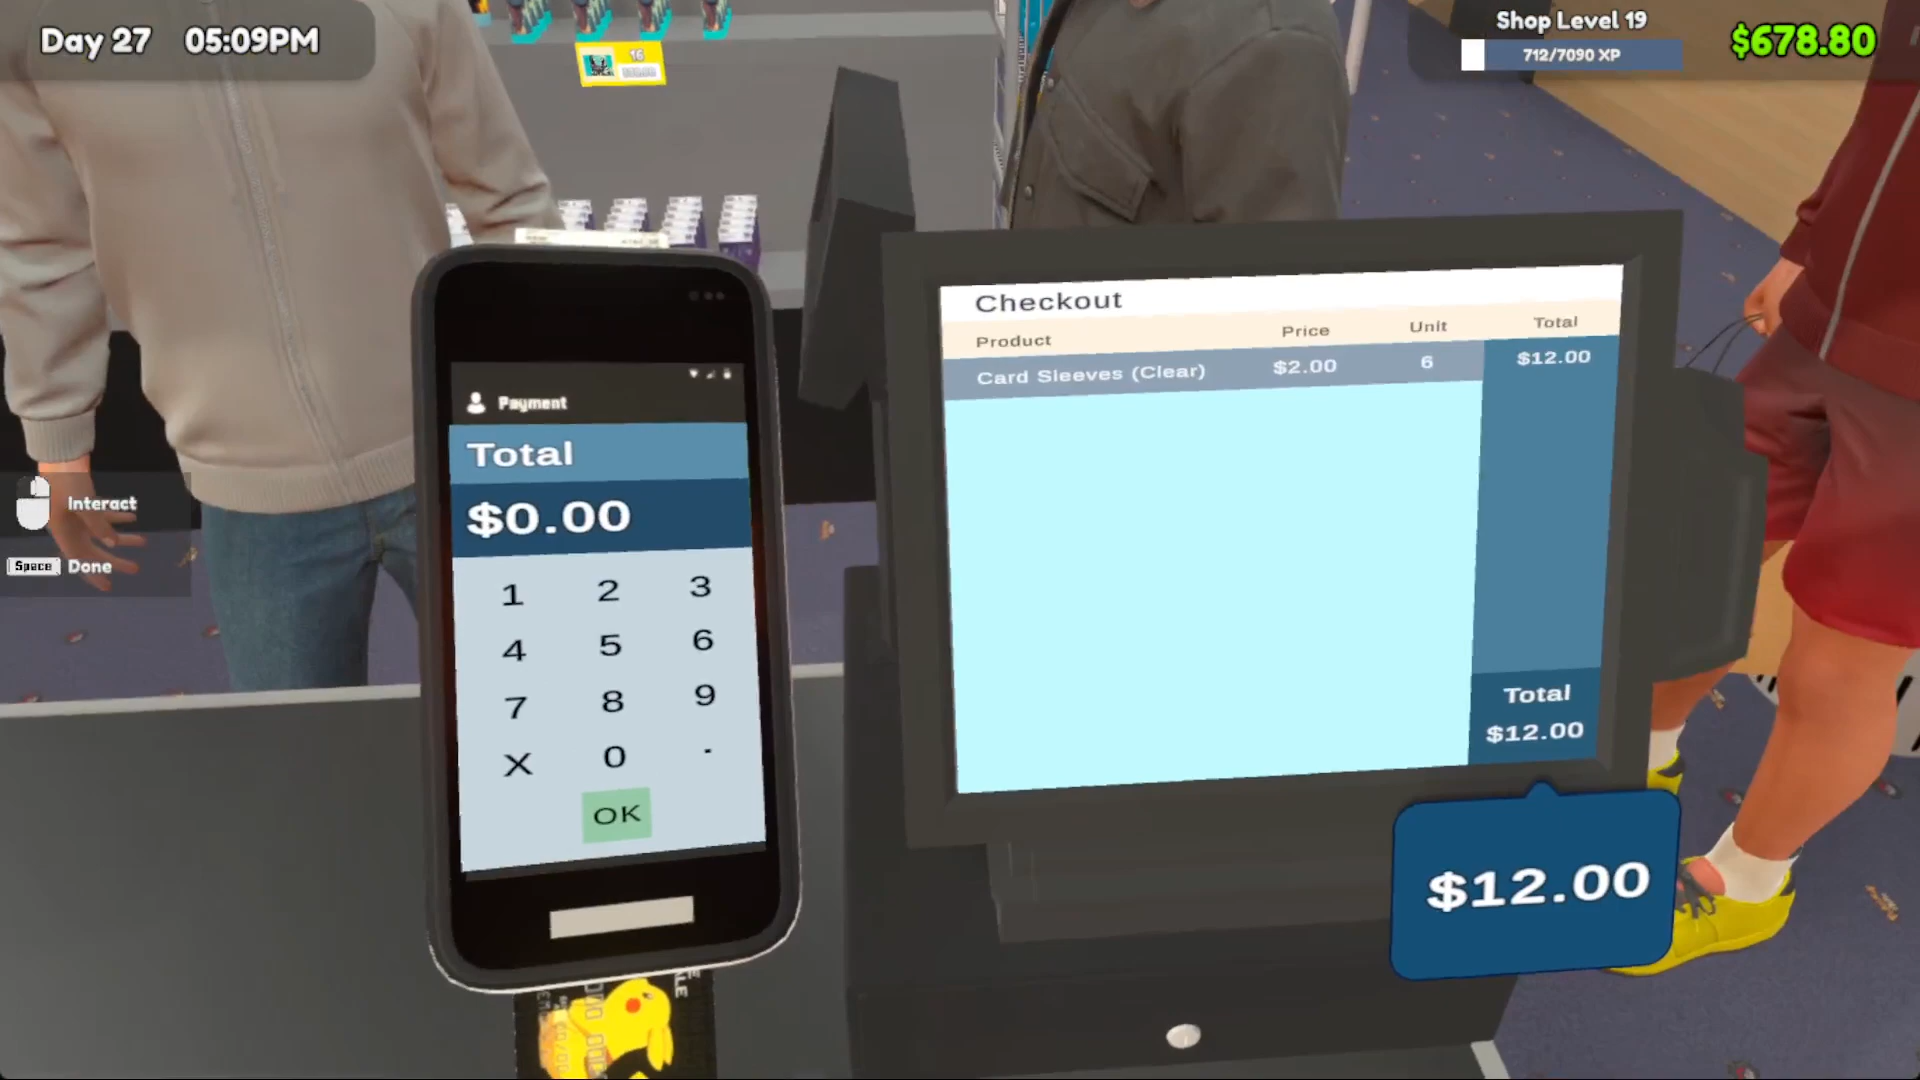 Day 27 05:09PM
Shop Level 19
712/7090 XP
$678.80
16
Interact
Space Done
Payment
Total
$0.00
1 2 3
4 5 6
7 8 9
X 0 .
OK
Checkout
Product Price Unit Total
Card Sleeves (Clear) $2.00 6 $12.00
Total
$12.00
$12.00